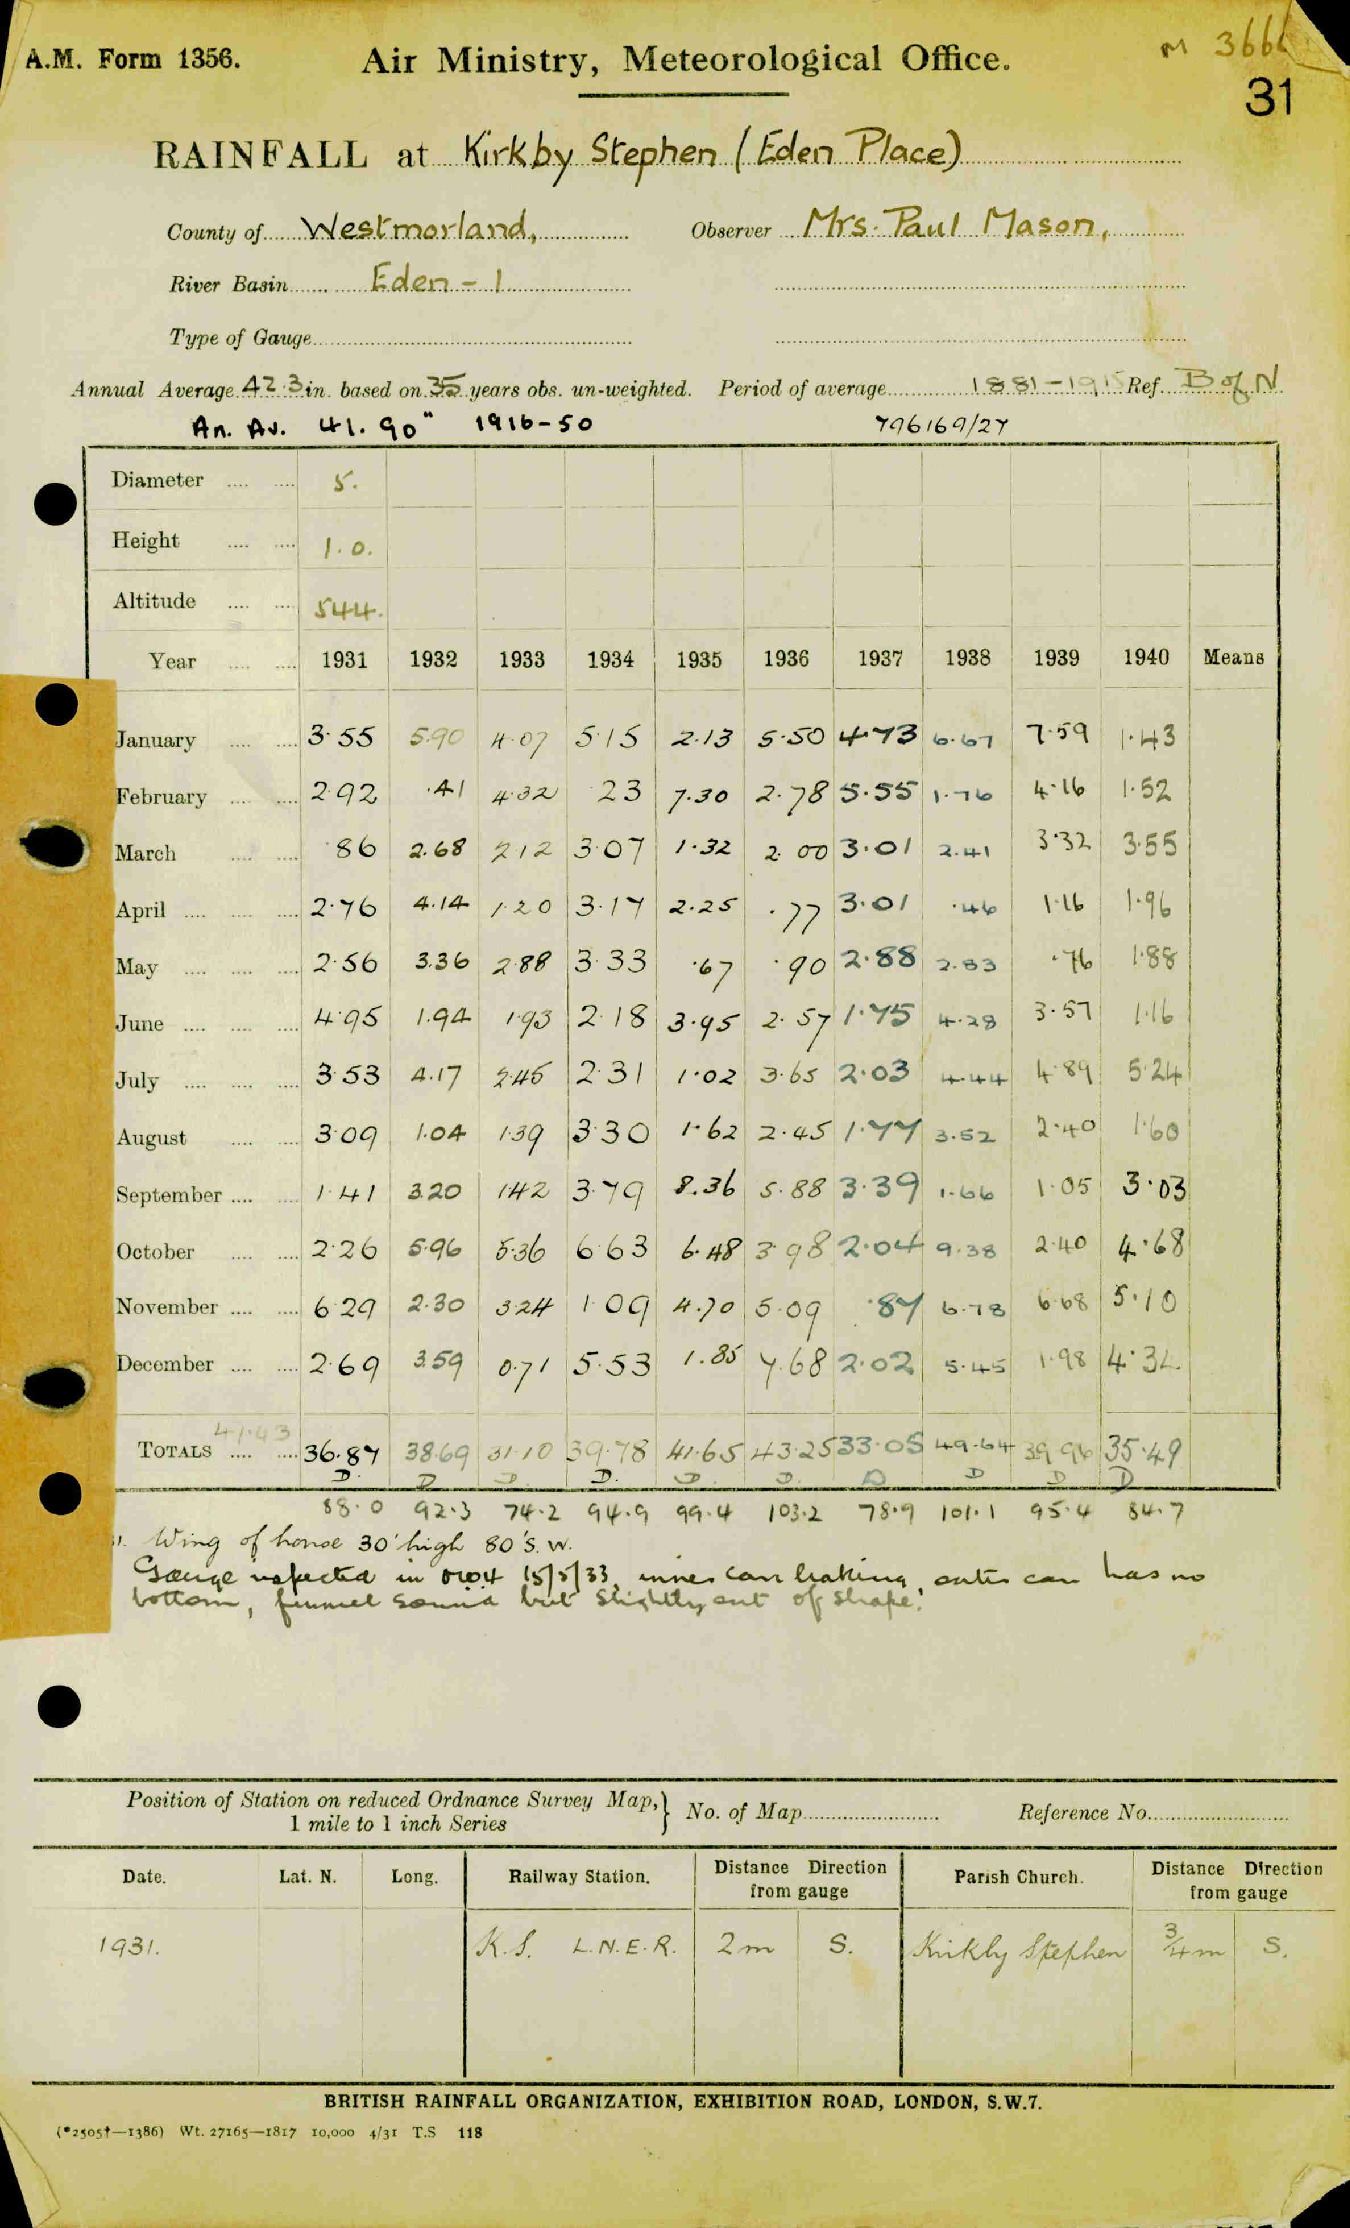 A.M. Form 1356. Air Ministry, Meteorological Office. M 366
31
RAINFALL at Kirkby Stephen (Eden Place)
County of Westmorland, Observer Mrs. Paul Mason,
River Basin Eden - 1
Type of Gauge
Annual Average 42.3 in. based on 35 years obs. un-weighted. Period of average 1881-1915 Ref. B of N
An. Av. 41.90" 1916-50 796169/27
Diameter 5.
Height 1.0.
Altitude 544.
Year 1931 1932 1933 1934 1935 1936 1937 1938 1939 1940 Means
January 3.55 5.90 4.07 5.15 2.13 5.50 4.73 6.67 7.59 1.43
February 2.92 .41 4.32 .23 7.30 2.78 5.55 1.76 4.16 1.52
March .86 2.68 2.12 3.07 1.32 2.00 3.01 2.41 3.32 3.55
April 2.76 4.14 1.20 3.17 2.25 .77 3.01 .46 1.16 1.96
May 2.56 3.36 2.88 3.33 .67 .90 2.88 2.83 .76 1.88
June 4.95 1.94 1.93 2.18 3.95 2.57 1.75 4.28 3.57 1.16
July 3.53 4.17 2.46 2.31 1.02 3.65 2.03 4.44 4.89 5.24
August 3.09 1.04 1.39 3.30 1.62 2.45 1.77 3.52 2.40 1.60
September 1.41 3.20 1.42 3.79 8.36 5.88 3.39 1.66 1.05 3.03
October 2.26 5.96 5.36 6.63 6.48 3.98 2.04 9.38 2.40 4.68
November 6.29 2.30 3.24 1.09 4.70 5.09 .87 6.78 6.68 5.10
December 2.69 3.59 0.71 5.53 1.85 7.68 2.02 5.45 1.98 4.34
41.43
TOTALS 36.87 38.69 31.10 39.78 41.65 43.25 33.05 49.64 39.96 35.49
D. D D. D. D. D. D D D D
88.0 92.3 74.2 94.9 99.4 103.2 78.9 101.1 95.4 84.7
Wing of house 30' high 80' S.W.
Gauge inspected in 15/5/33, inner can leaking, outer can has no
bottom, funnel sound but slightly out of shape.
Position of Station on reduced Ordnance Survey Map, } No. of Map Reference No.
1 mile to 1 inch Series
Date. Lat. N. Long. Railway Station. Distance Direction from gauge Parish Church. Distance Direction from gauge
1931. K.S. L.N.E.R. 2m S. Kirkby Stephen 3/4 m S.
BRITISH RAINFALL ORGANIZATION, EXHIBITION ROAD, LONDON, S.W.7.
(*2505†—1386) Wt. 27165—1817 10,000 4/31 T.S 118